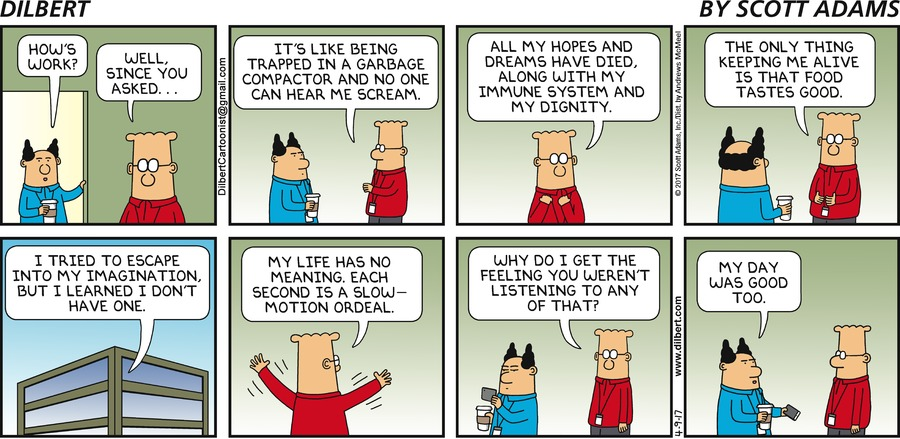 DILBERT
BY SCOTT ADAMS
HOW'S
WORK?
WELL,
SINCE YOU
ASKED. . .
DilbertCartoonist@gmail.com
IT'S LIKE BEING
TRAPPED IN A GARBAGE
COMPACTOR AND NO ONE
CAN HEAR ME SCREAM.
ALL MY HOPES AND
DREAMS HAVE DIED,
ALONG WITH MY
IMMUNE SYSTEM AND
MY DIGNITY.
© 2017 Scott Adams, Inc./Dist. by Andrews McMeel
THE ONLY THING
KEEPING ME ALIVE
IS THAT FOOD
TASTES GOOD.
I TRIED TO ESCAPE
INTO MY IMAGINATION,
BUT I LEARNED I DON'T
HAVE ONE.
MY LIFE HAS NO
MEANING. EACH
SECOND IS A SLOW—
MOTION ORDEAL.
WHY DO I GET THE
FEELING YOU WEREN'T
LISTENING TO ANY
OF THAT?
www.dilbert.com
4-9-17
MY DAY
WAS GOOD
TOO.